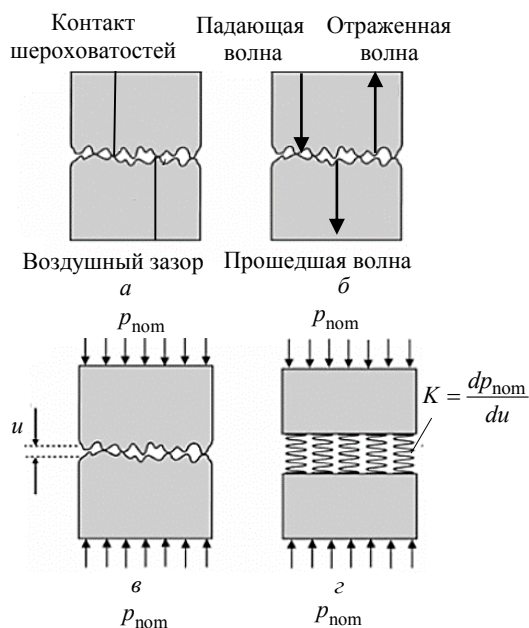 Контакт
шероховатостей
Падающая
волна
Отраженная
волна
Воздушный зазор
Прошедшая волна
а
б
p_nom
p_nom
u
K = dp_nom / du
в
г
p_nom
p_nom